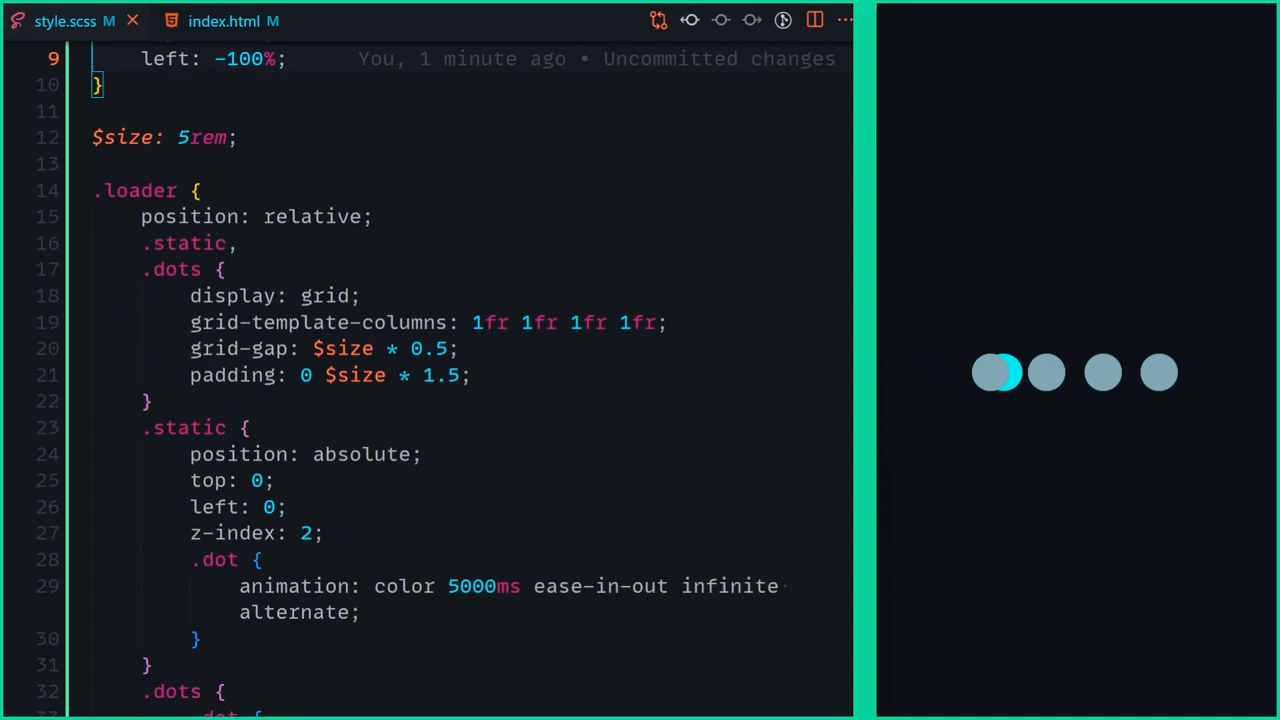 style.scss M
index.html M
9 left: -100%; You, 1 minute ago • Uncommitted changes
10 }
11
12 $size: 5rem;
13
14 .loader {
15 position: relative;
16 .static,
17 .dots {
18 display: grid;
19 grid-template-columns: 1fr 1fr 1fr 1fr;
20 grid-gap: $size * 0.5;
21 padding: 0 $size * 1.5;
22 }
23 .static {
24 position: absolute;
25 top: 0;
26 left: 0;
27 z-index: 2;
28 .dot {
29 animation: color 5000ms ease-in-out infinite
alternate;
30 }
31 }
32 .dots {
33 .dot {